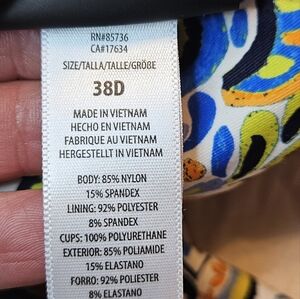 RN#85736
CA#17634
SIZE/TALLA/TALLE/GRÖßE
38D
MADE IN VIETNAM
HECHO EN VIETNAM
FABRIQUE AU VIETNAM
HERGESTELLT IN VIETNAM
BODY: 85% NYLON
15% SPANDEX
LINING: 92% POLYESTER
8% SPANDEX
CUPS: 100% POLYURETHANE
EXTERIOR: 85% POLIAMIDE
15% ELASTANO
FORRO: 92% POLIESTER
8% ELASTANO